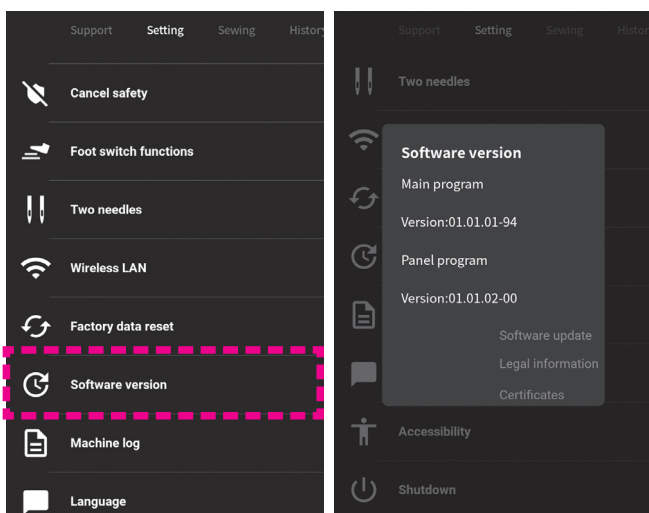 Support Setting Sewing History
Cancel safety
Foot switch functions
Two needles
Wireless LAN
Factory data reset
Software version
Machine log
Language
Support Setting Sewing Histor
Two needles
Software version
Main program
Version:01.01.01-94
Panel program
Version:01.01.02-00
Software update
Legal information
Certificates
Accessibility
Shutdown